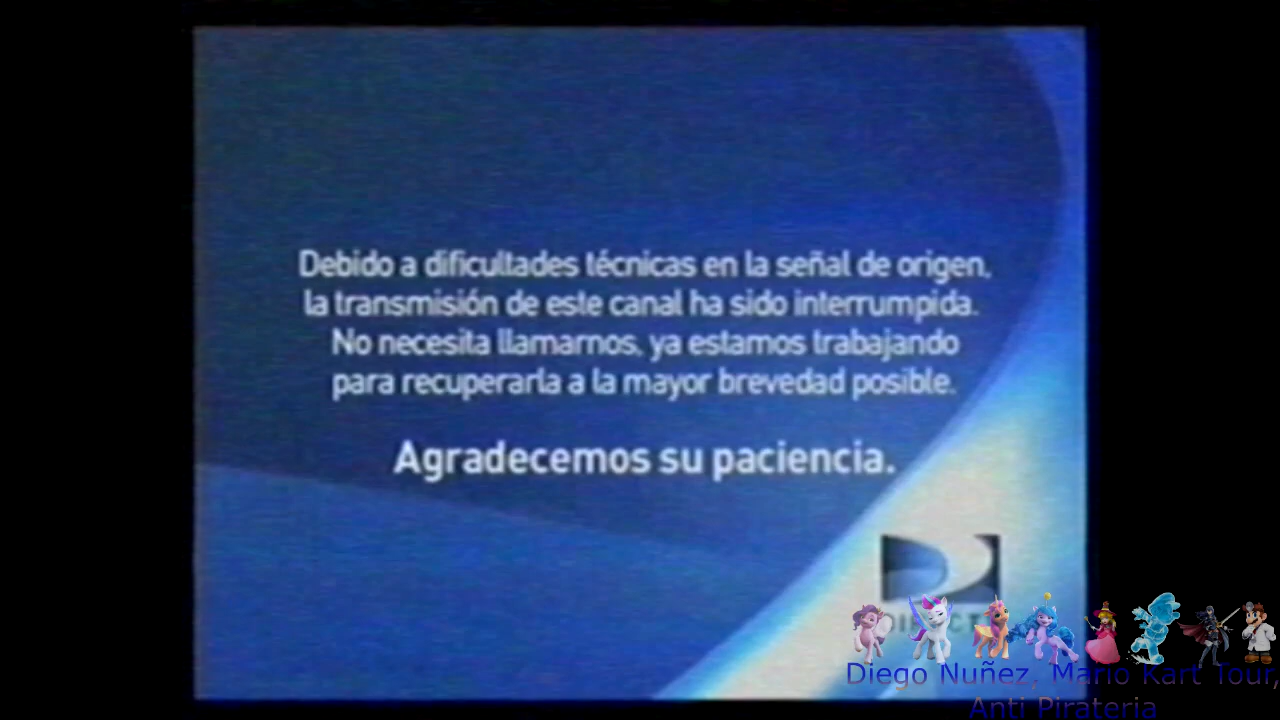 Debido a dificultades técnicas en la señal de origen,
la transmisión de este canal ha sido interrumpida.
No necesita llamarnos, ya estamos trabajando
para recuperarla a la mayor brevedad posible.
Agradecemos su paciencia.
Diego Nuñez, Mario Kart Tour,
Anti Pirateria